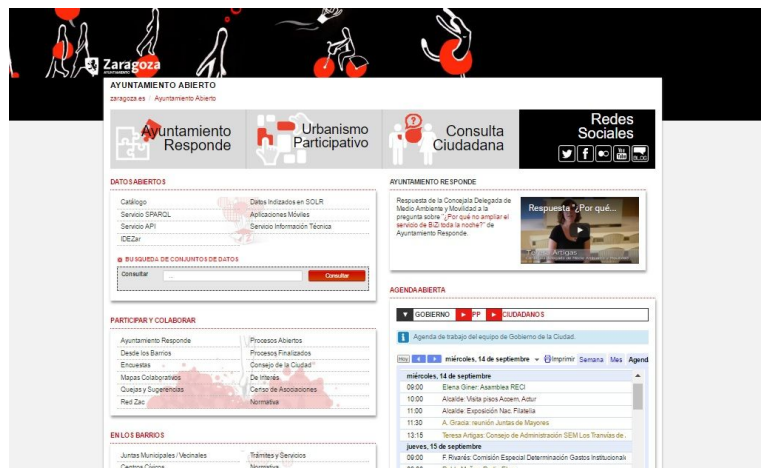 Zaragoza
AYUNTAMIENTO
AYUNTAMIENTO ABIERTO
zaragoza.es / Ayuntamiento Abierto
Ayuntamiento
Responde
Urbanismo
Participativo
Consulta
Ciudadana
Redes
Sociales
You
Tube
BLOG
DATOS ABIERTOS
Catálogo
Datos Indizados en SOLR
Servicio SPARQL
Aplicaciones Móviles
Servicio API
Servicio Información Técnica
IDEZar
BUSQUEDA DE CONJUNTOS DE DATOS
Consultar
...
Consultar
PARTICIPAR Y COLABORAR
Ayuntamiento Responde
Procesos Abiertos
Desde los Barrios
Procesos Finalizados
Encuestas
Consejo de la Ciudad
Mapas Colaborativos
De Interés
Quejas y Sugerencias
Censo de Asociaciones
Red Zac
Normativa
EN LOS BARRIOS
Juntas Municipales / Vecinales
Trámites y Servicios
Centros Cívicos
Normativa
AYUNTAMIENTO RESPONDE
Respuesta de la Concejala Delegada de
Medio Ambiente y Movilidad a la
pregunta sobre "¿Por qué no ampliar el
servicio de BiZi toda la noche?" de
Ayuntamiento Responde.
Respuesta "¿Por qué...
Artigas
AGENDA ABIERTA
GOBIERNO
PP
CIUDADANOS
Agenda de trabajo del equipo de Gobierno de la Ciudad.
Hoy
miércoles, 14 de septiembre
Imprimir
Semana
Mes
Agend
miércoles, 14 de septiembre
09:00 Elena Giner: Asamblea RECI
10:00 Alcalde: Visita pisos Accem, Actur
11:00 Alcalde: Exposición Nac. Filatelia
11:30 A. Gracia: reunión Juntas de Mayores
13:15 Teresa Artigas: Consejo de Administración SEM Los Tranvías de
jueves, 15 de septiembre
09:00 F. Rivarés: Comisión Especial Determinación Gastos Institucionale